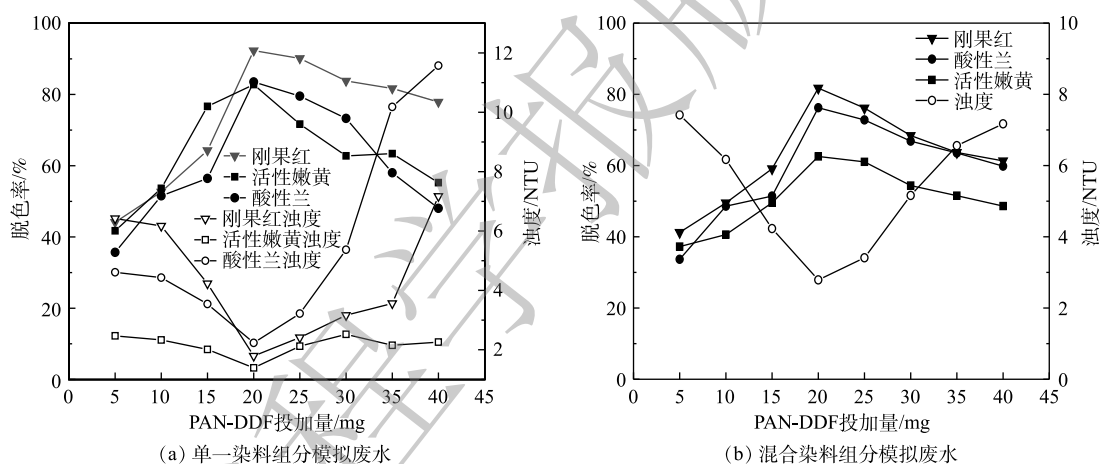 100
80
60
40
20
0
脱色率/%
刚果红
活性嫩黄
酸性兰
刚果红浊度
活性嫩黄浊度
酸性兰浊度
12
10
8
6
4
2
浊度/NTU
0 5 10 15 20 25 30 35 40 45
PAN-DDF投加量/mg
(a) 单一染料组分模拟废水
100
80
60
40
20
0
脱色率/%
刚果红
酸性兰
活性嫩黄
浊度
10
8
6
4
2
0
浊度/NTU
0 5 10 15 20 25 30 35 40 45
PAN-DDF投加量/mg
(b) 混合染料组分模拟废水
程学报版